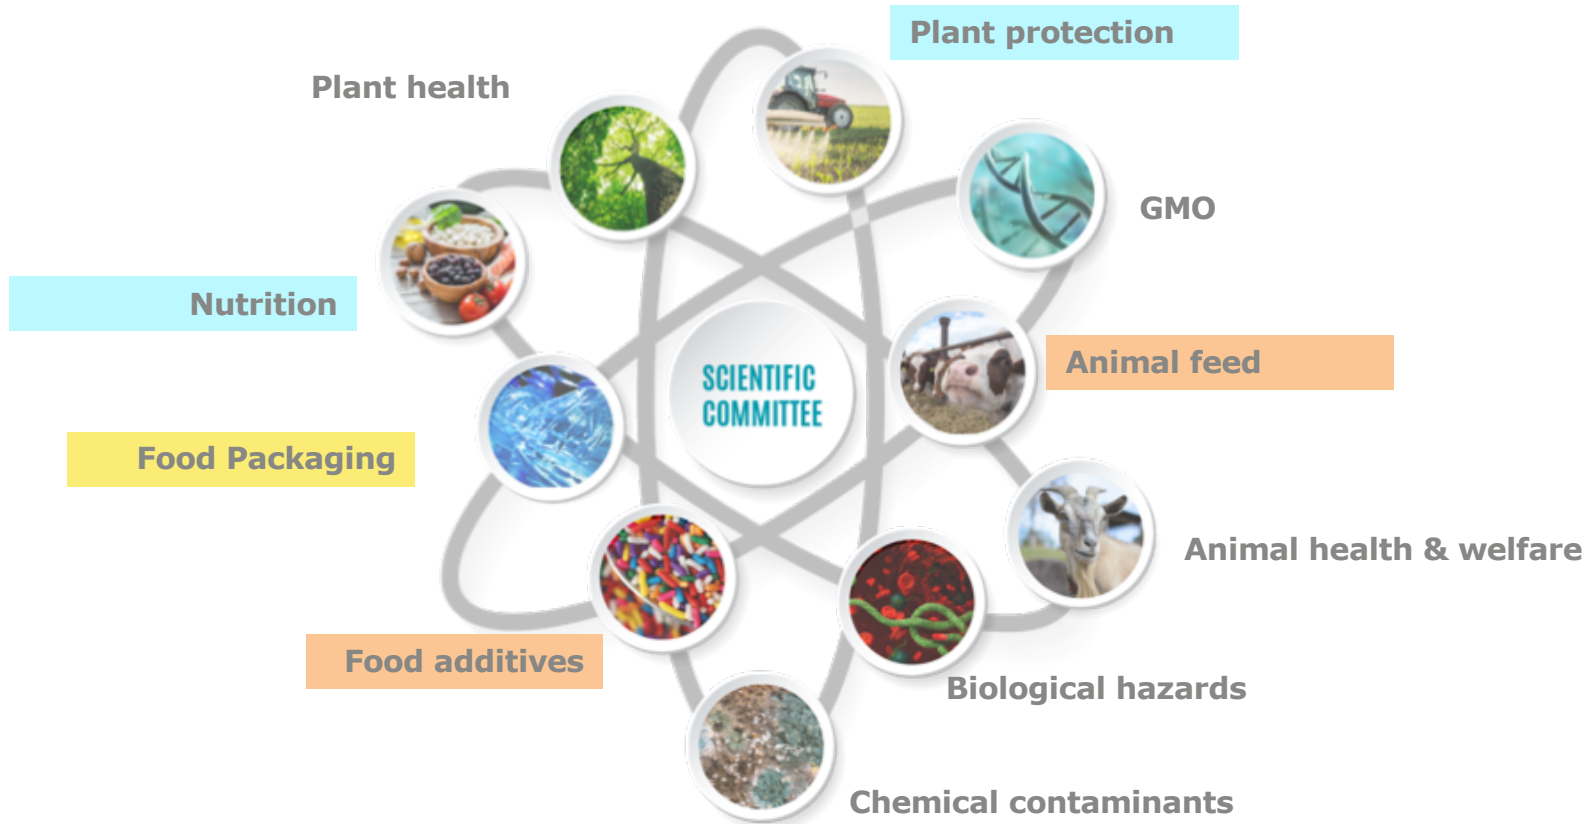 Plant protection
Plant health
GMO
Nutrition
Animal feed
SCIENTIFIC
COMMITTEE
Food Packaging
Animal health & welfare
Food additives
Biological hazards
Chemical contaminants